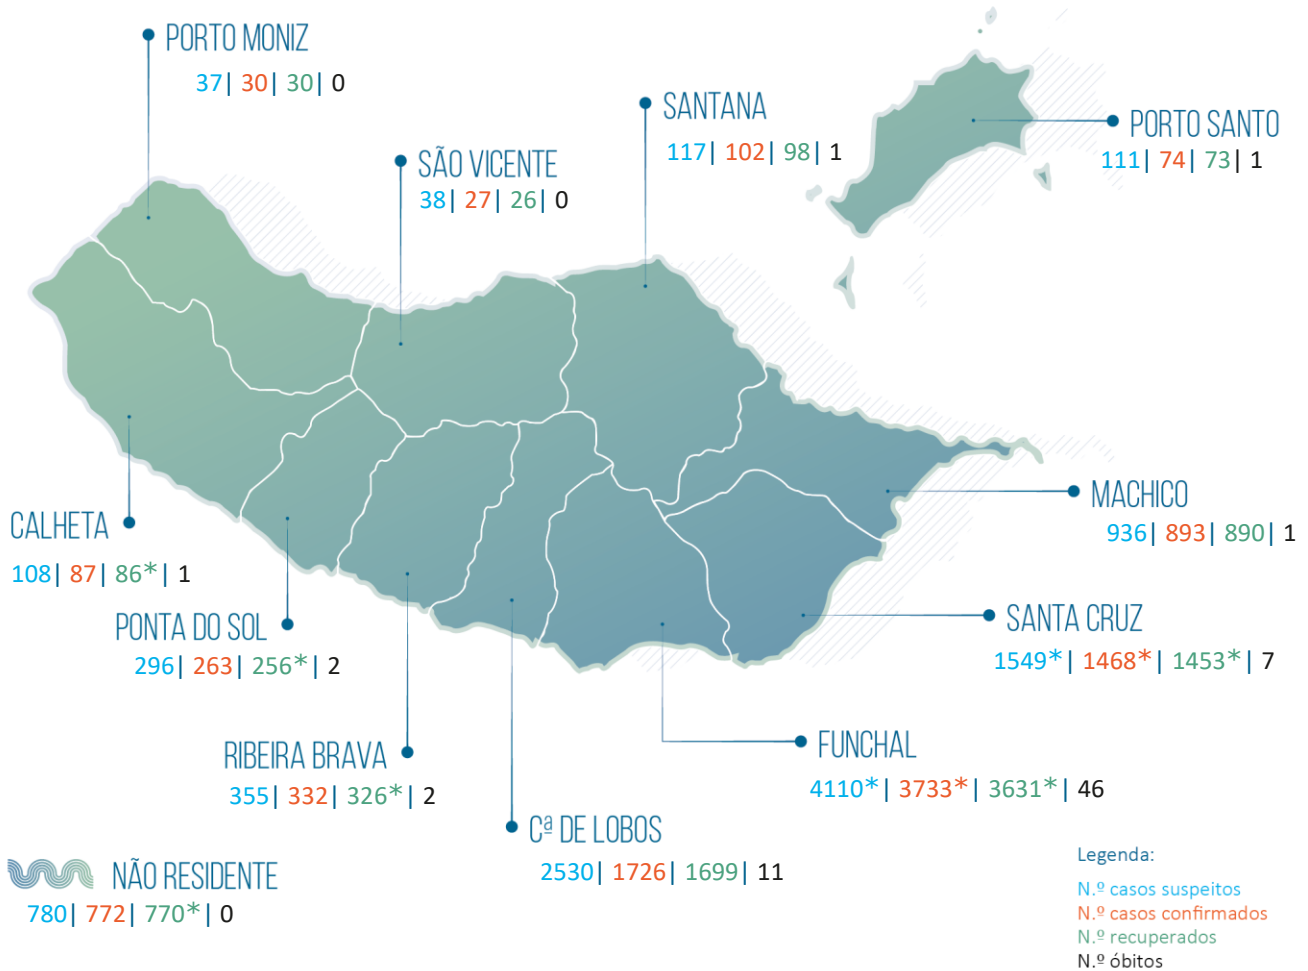 PORTO MONIZ
37| 30| 30| 0
SANTANA
117| 102| 98| 1
PORTO SANTO
111| 74| 73| 1
SÃO VICENTE
38| 27| 26| 0
MACHICO
936| 893| 890| 1
CALHETA
108| 87| 86*| 1
PONTA DO SOL
296| 263| 256*| 2
SANTA CRUZ
1549*| 1468*| 1453*| 7
RIBEIRA BRAVA
355| 332| 326*| 2
FUNCHAL
4110*| 3733*| 3631*| 46
Cª DE LOBOS
2530| 1726| 1699| 11
NÃO RESIDENTE
780| 772| 770*| 0
Legenda:
N.º casos suspeitos
N.º casos confirmados
N.º recuperados
N.º óbitos